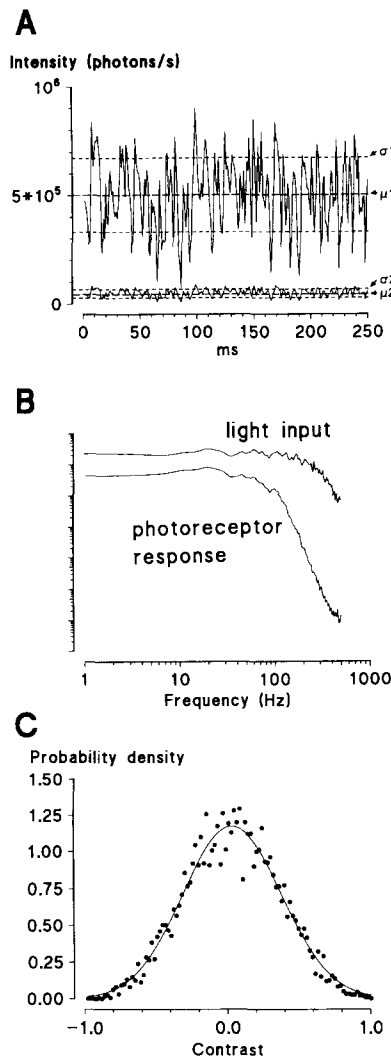 A
Intensity (photons/s)
10⁶
5*10⁵
0
σ1
μ1
σ2
μ2
0 50 100 150 200 250
ms
B
light input
photoreceptor
response
1 10 100 1000
Frequency (Hz)
C
Probability density
1.50
1.25
1.00
0.75
0.50
0.25
0.00
-1.0 0.0 1.0
Contrast